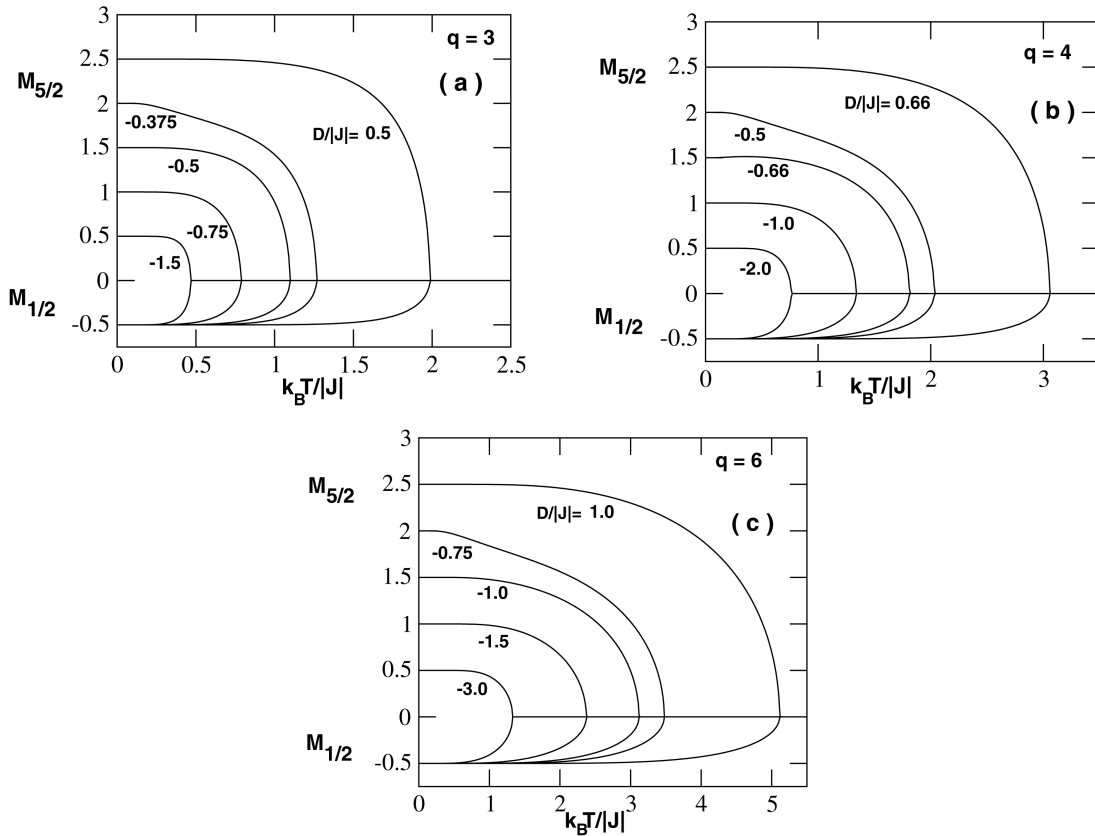 3
q = 3
2.5
M5/2
( a )
2
-0.375
D/|J|= 0.5
1.5
-0.5
1
-0.75
0.5
-1.5
0
M1/2
-0.5
0
0.5
1
1.5
2
2.5
kBT/|J|
3
q = 4
2.5
M5/2
D/|J|= 0.66
( b )
2
-0.5
1.5
-0.66
1
-1.0
0.5
-2.0
0
M1/2
-0.5
0
1
2
3
kBT/|J|
3
q = 6
2.5
M5/2
D/|J|= 1.0
( c )
2
-0.75
1.5
-1.0
1
-1.5
0.5
-3.0
0
M1/2
-0.5
0
1
2
3
4
5
kBT/|J|